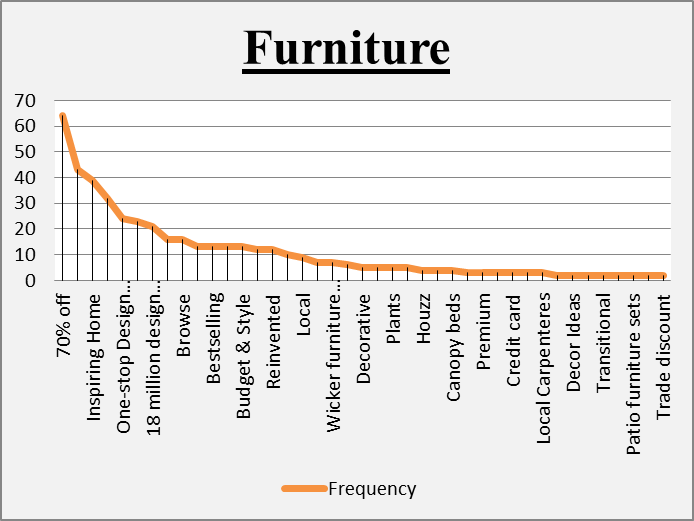 Furniture
70
60
50
40
30
20
10
0
70% off
Inspiring Home
One-stop Design...
18 million design...
Browse
Bestselling
Budget & Style
Reinvented
Local
Wicker furniture...
Decorative
Plants
Houzz
Canopy beds
Premium
Credit card
Local Carpenteres
Decor Ideas
Transitional
Patio furniture sets
Trade discount
Frequency